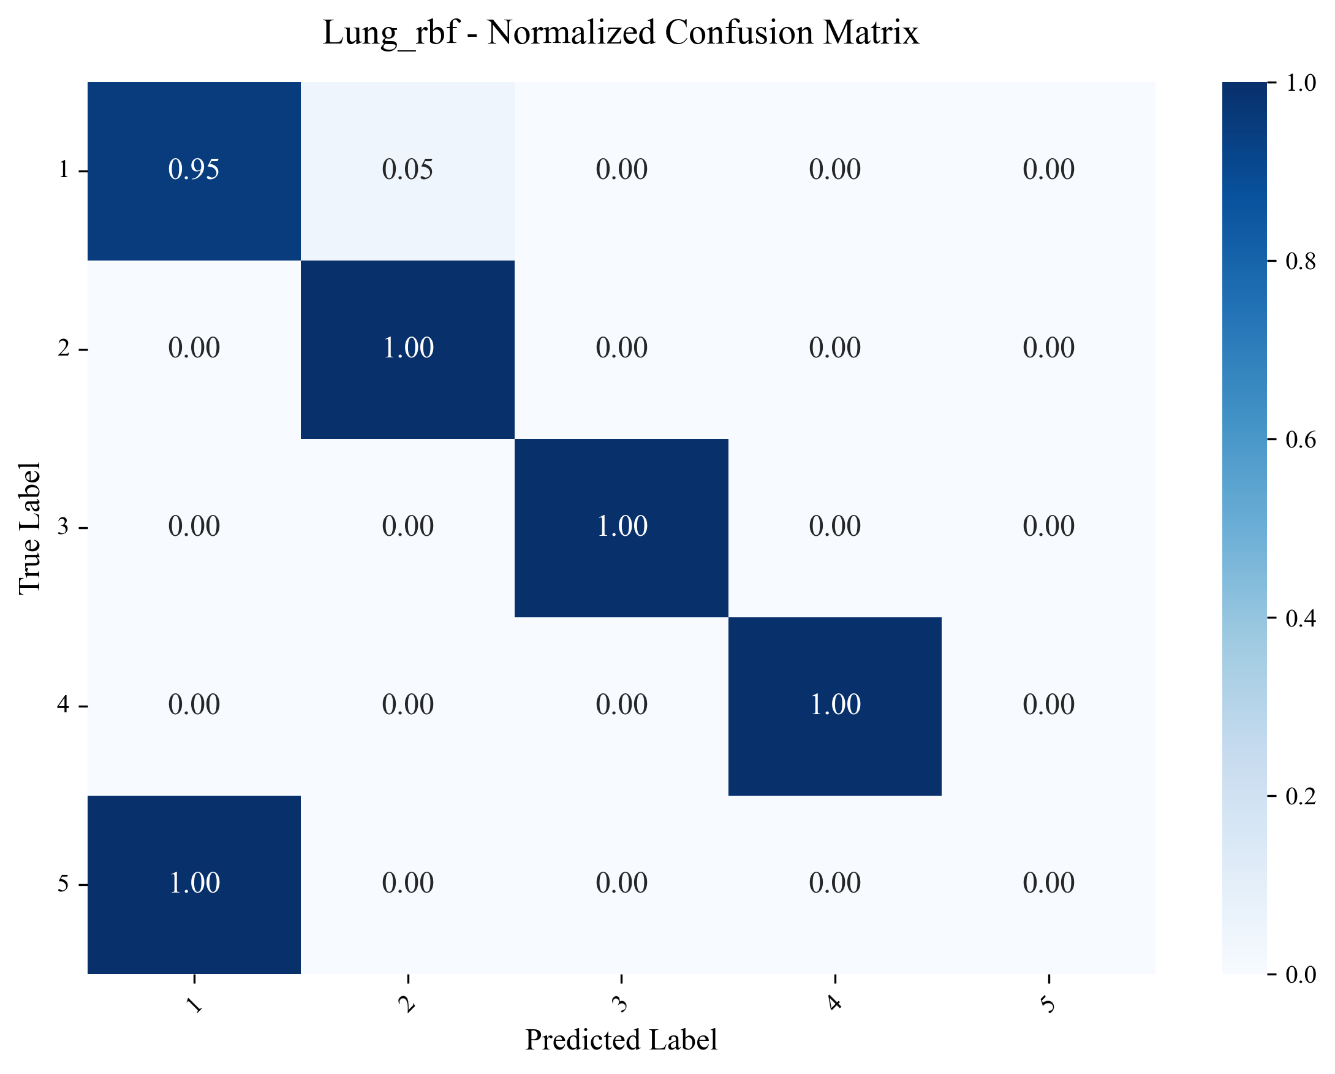 Lung_rbf - Normalized Confusion Matrix
1.0
1 0.95 0.05 0.00 0.00 0.00
0.8
2 0.00 1.00 0.00 0.00 0.00
0.6
True Label
3 0.00 0.00 1.00 0.00 0.00
0.4
4 0.00 0.00 0.00 1.00 0.00
0.2
5 1.00 0.00 0.00 0.00 0.00
0.0
1 2 3 4 5
Predicted Label